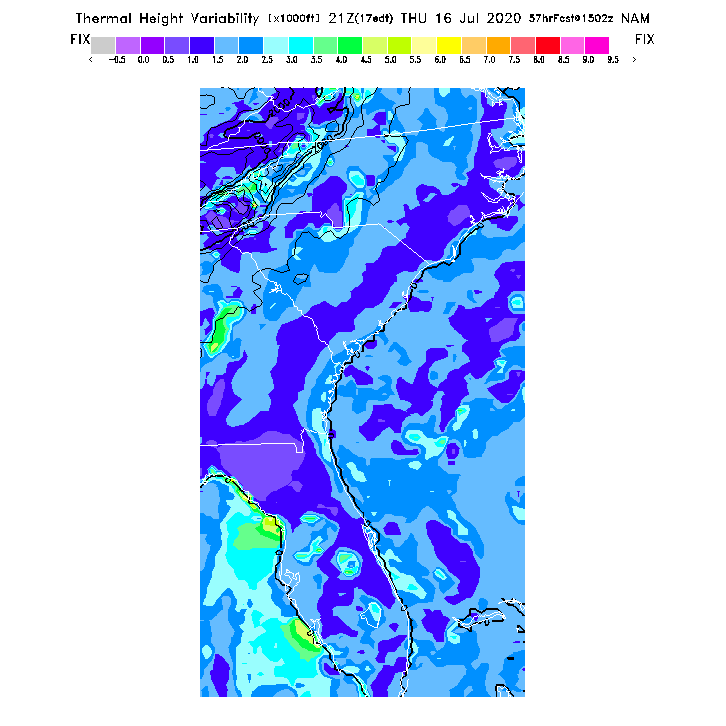 Thermal Height Variability [x1000ft] 21Z(17edt) THU 16 Jul 2020 57hrFcst@1502z NAM
FIX FIX
< -0.5 0.0 0.5 1.0 1.5 2.0 2.5 3.0 3.5 4.0 4.5 5.0 5.5 6.0 6.5 7.0 7.5 8.0 8.5 9.0 9.5 >